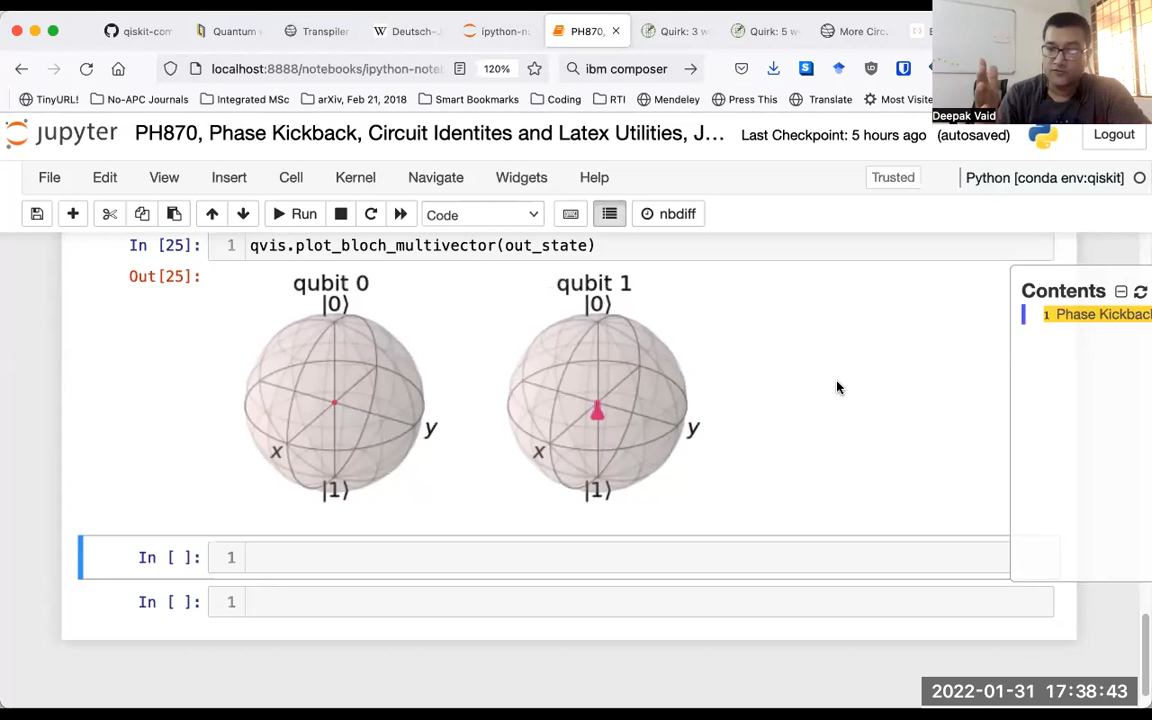 qiskit-com
Quantum
Transpiler
Deutsch-
ipython-n
PH870,
Quirk: 3 w
Quirk: 5 w
More Circ
localhost:8888/notebooks/ipython-note
120%
ibm composer
TinyURL!
No-APC Journals
Integrated MSc
arXiv, Feb 21, 2018
Smart Bookmarks
Coding
RTI
Mendeley
Press This
Translate
Most Visite
Deepak Vaid
jupyter
PH870, Phase Kickback, Circuit Identites and Latex Utilities, J...
Last Checkpoint: 5 hours ago
(autosaved)
Logout
File
Edit
View
Insert
Cell
Kernel
Navigate
Widgets
Help
Trusted
Python [conda env:qiskit]
Run
Code
nbdiff
In [25]:
1
qvis.plot_bloch_multivector(out_state)
Out[25]:
qubit 0
|0⟩
x
y
|1⟩
qubit 1
|0⟩
x
y
|1⟩
Contents
1 Phase Kickbac
In [ ]:
1
In [ ]:
1
2022-01-31 17:38:43